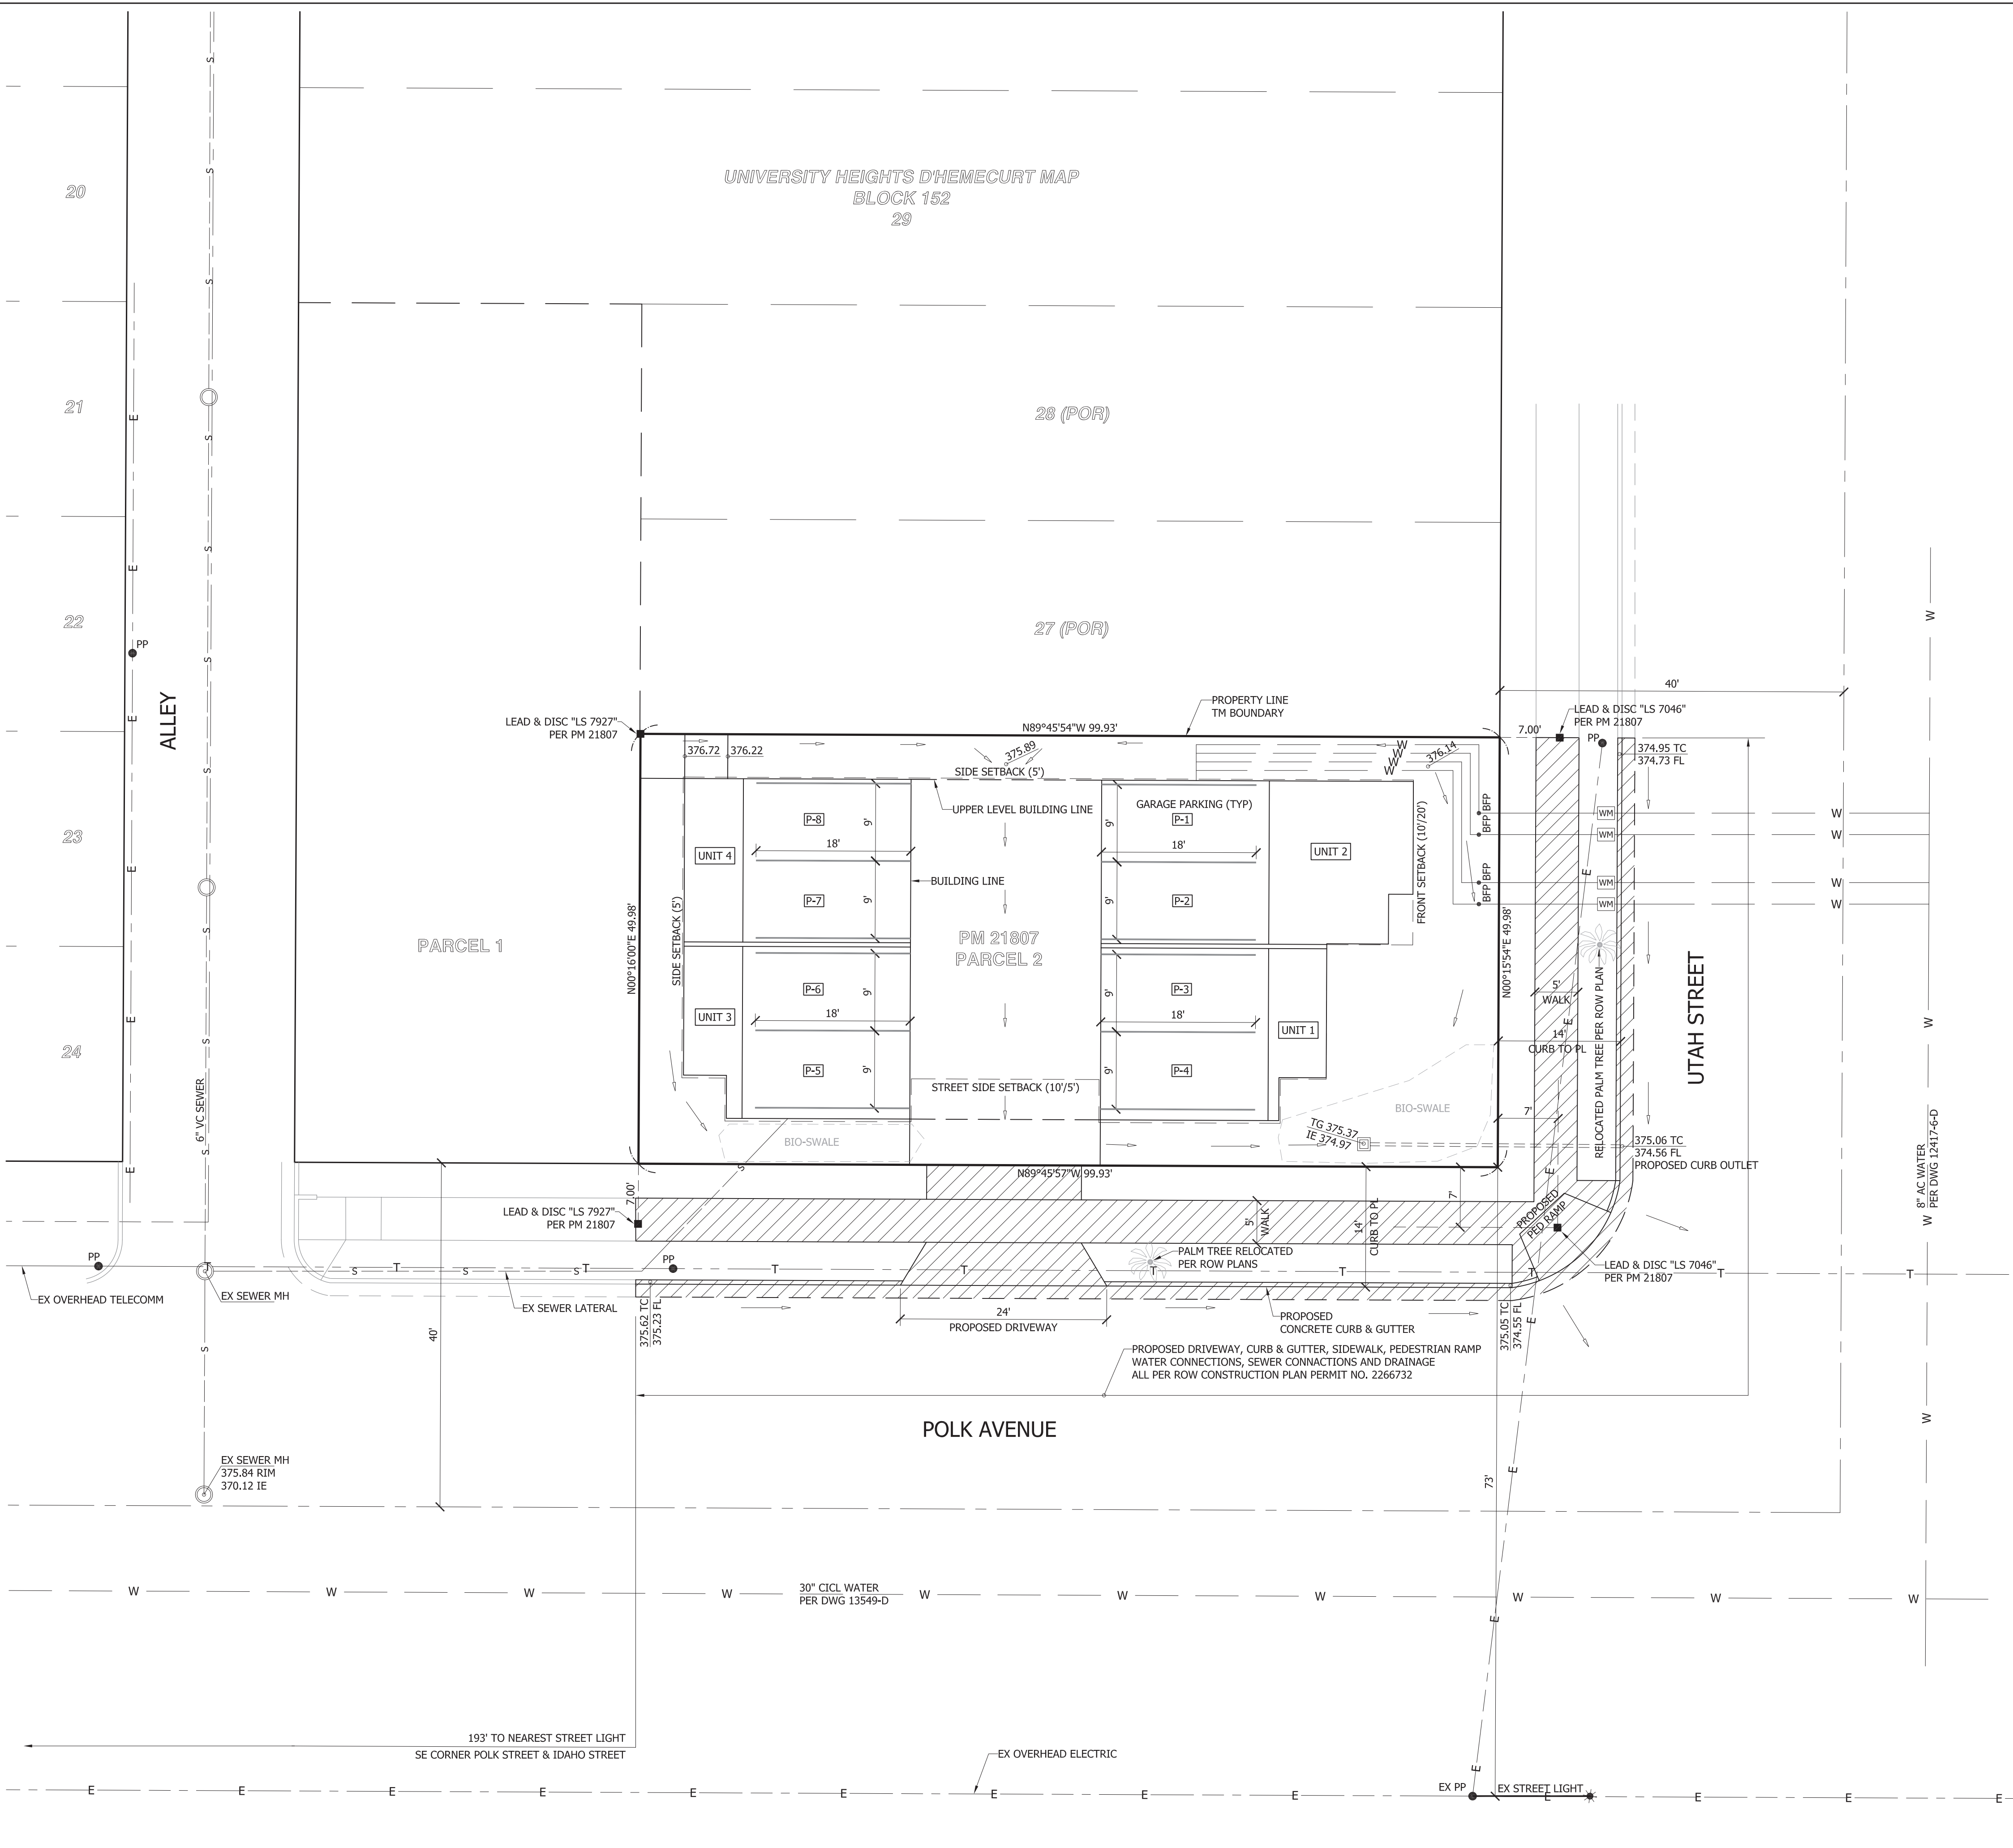 UNIVERSITY HEIGHTS D'HEMECURT MAP
BLOCK 152
29
20
21
22
23
24
28 (POR)
27 (POR)
PARCEL 1
ALLEY
PP
6" VC SEWER
LEAD & DISC "LS 7927"
PER PM 21807
PROPERTY LINE
TM BOUNDARY
N89°45'54"W 99.93'
40'
7.00'
LEAD & DISC "LS 7046"
PER PM 21807
PP
374.95 TC
374.73 FL
376.72
376.22
375.89
376.14
SIDE SETBACK (5')
UPPER LEVEL BUILDING LINE
GARAGE PARKING (TYP)
P-8
9'
18'
UNIT 4
P-7
9'
P-1
9'
18'
UNIT 2
P-2
9'
BUILDING LINE
FRONT SETBACK (10'/20')
BFP BFP
BFP BFP
W
W
W
W
WM
WM
WM
WM
W
W
W
W
N00°16'00"E 49.98'
SIDE SETBACK (5')
PM 21807
PARCEL 2
N00°15'54"E 49.98'
P-6
9'
18'
UNIT 3
P-5
9'
P-3
9'
18'
UNIT 1
P-4
9'
STREET SIDE SETBACK (10'/5')
BIO-SWALE
BIO-SWALE
TG 375.37
IE 374.97
5'
WALK
14'
CURB TO PL
7'
RELOCATED PALM TREE PER ROW PLAN
UTAH STREET
375.06 TC
374.56 FL
PROPOSED CURB OUTLET
8" AC WATER
PER DWG 12417-6-D
N89°45'57"W 99.93'
7.00'
LEAD & DISC "LS 7927"
PER PM 21807
5'
WALK
14'
CURB TO PL
7'
PROPOSED
PED RAMP
PALM TREE RELOCATED
PER ROW PLANS
LEAD & DISC "LS 7046"
PER PM 21807
PP
PP
EX OVERHEAD TELECOMM
EX SEWER MH
EX SEWER LATERAL
40'
375.62 TC
375.23 FL
24'
PROPOSED DRIVEWAY
PROPOSED
CONCRETE CURB & GUTTER
375.05 TC
374.55 FL
PROPOSED DRIVEWAY, CURB & GUTTER, SIDEWALK, PEDESTRIAN RAMP
WATER CONNECTIONS, SEWER CONNACTIONS AND DRAINAGE
ALL PER ROW CONSTRUCTION PLAN PERMIT NO. 2266732
POLK AVENUE
EX SEWER MH
375.84 RIM
370.12 IE
73'
30" CICL WATER
PER DWG 13549-D
193' TO NEAREST STREET LIGHT
SE CORNER POLK STREET & IDAHO STREET
EX OVERHEAD ELECTRIC
EX PP
EX STREET LIGHT